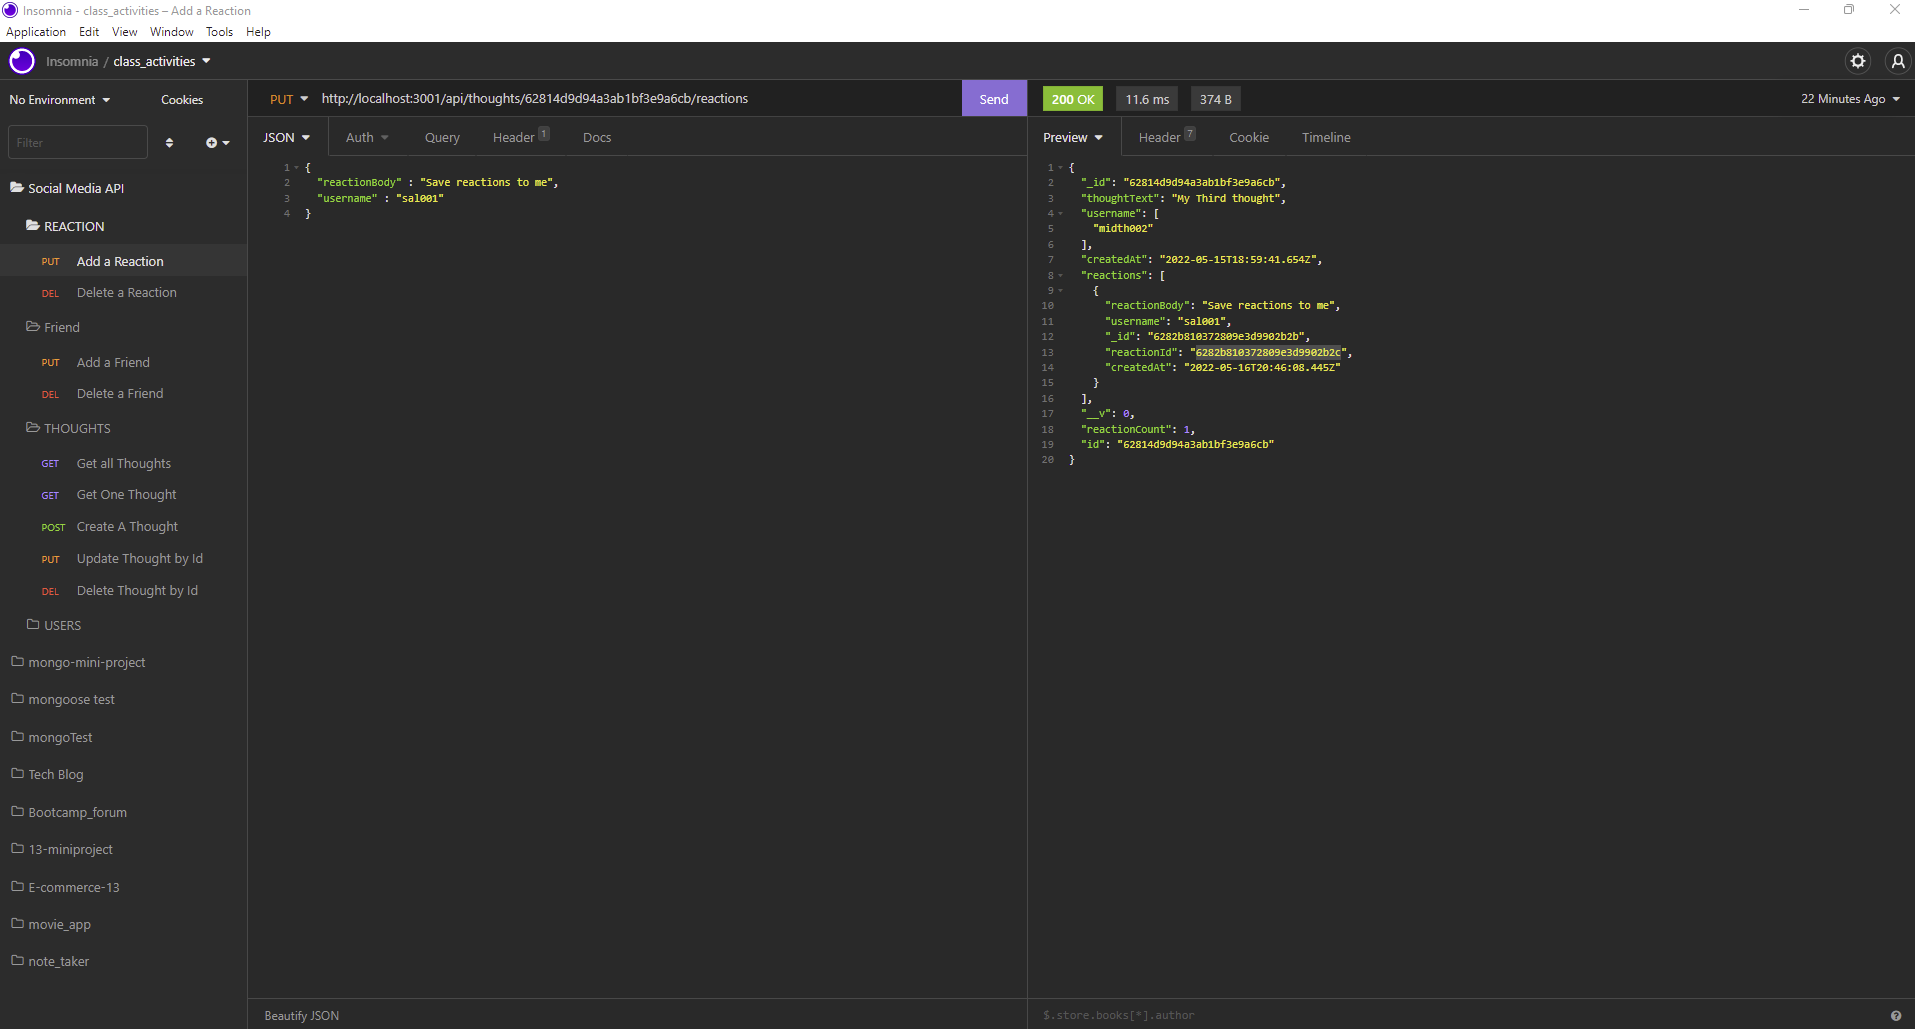 Insomnia - class_activities – Add a Reaction
Application Edit View Window Tools Help
Insomnia / class_activities
No Environment Cookies
Filter
Social Media API
REACTION
PUT Add a Reaction
DEL Delete a Reaction
Friend
PUT Add a Friend
DEL Delete a Friend
THOUGHTS
GET Get all Thoughts
GET Get One Thought
POST Create A Thought
PUT Update Thought by Id
DEL Delete Thought by Id
USERS
mongo-mini-project
mongoose test
mongoTest
Tech Blog
Bootcamp_forum
13-miniproject
E-commerce-13
movie_app
note_taker
PUT http://localhost:3001/api/thoughts/62814d9d94a3ab1bf3e9a6cb/reactions Send
JSON Auth Query Header 1 Docs
1 {
2 "reactionBody" : "Save reactions to me",
3 "username" : "sal001"
4 }
Beautify JSON
200 OK 11.6 ms 374 B 22 Minutes Ago
Preview Header 7 Cookie Timeline
1 {
2 "_id": "62814d9d94a3ab1bf3e9a6cb",
3 "thoughtText": "My Third thought",
4 "username": [
5 "midth002"
6 ],
7 "createdAt": "2022-05-15T18:59:41.654Z",
8 "reactions": [
9 {
10 "reactionBody": "Save reactions to me",
11 "username": "sal001",
12 "_id": "6282b810372809e3d9902b2b",
13 "reactionId": "6282b810372809e3d9902b2c",
14 "createdAt": "2022-05-16T20:46:08.445Z"
15 }
16 ],
17 "__v": 0,
18 "reactionCount": 1,
19 "id": "62814d9d94a3ab1bf3e9a6cb"
20 }
$.store.books[*].author